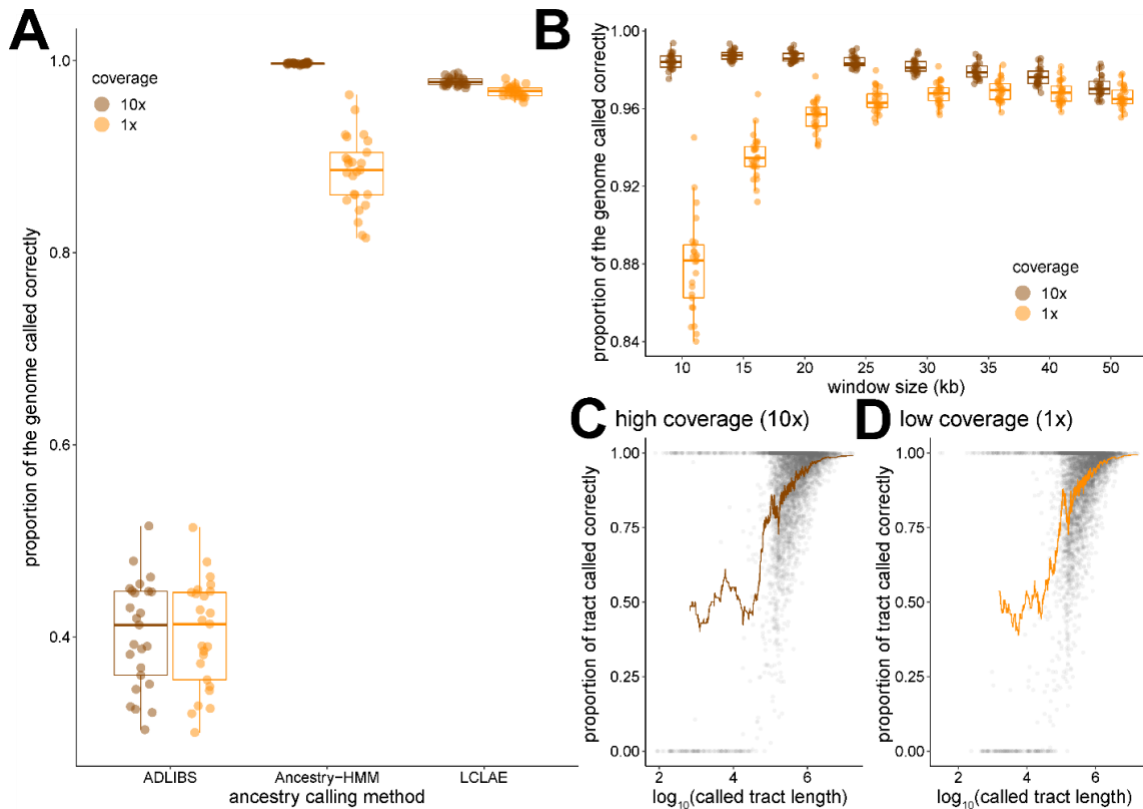 A
proportion of the genome called correctly
1.0
0.8
0.6
0.4
coverage
10x
1x
ADLIBS
Ancestry−HMM
LCLAE
ancestry calling method
B
proportion of the genome called correctly
1.00
0.96
0.92
0.88
0.84
coverage
10x
1x
10 15 20 25 30 35 40 50
window size (kb)
C high coverage (10x)
proportion of tract called correctly
1.00
0.75
0.50
0.25
0.00
2 4 6
log10(called tract length)
D low coverage (1x)
proportion of tract called correctly
1.00
0.75
0.50
0.25
0.00
2 4 6
log10(called tract length)